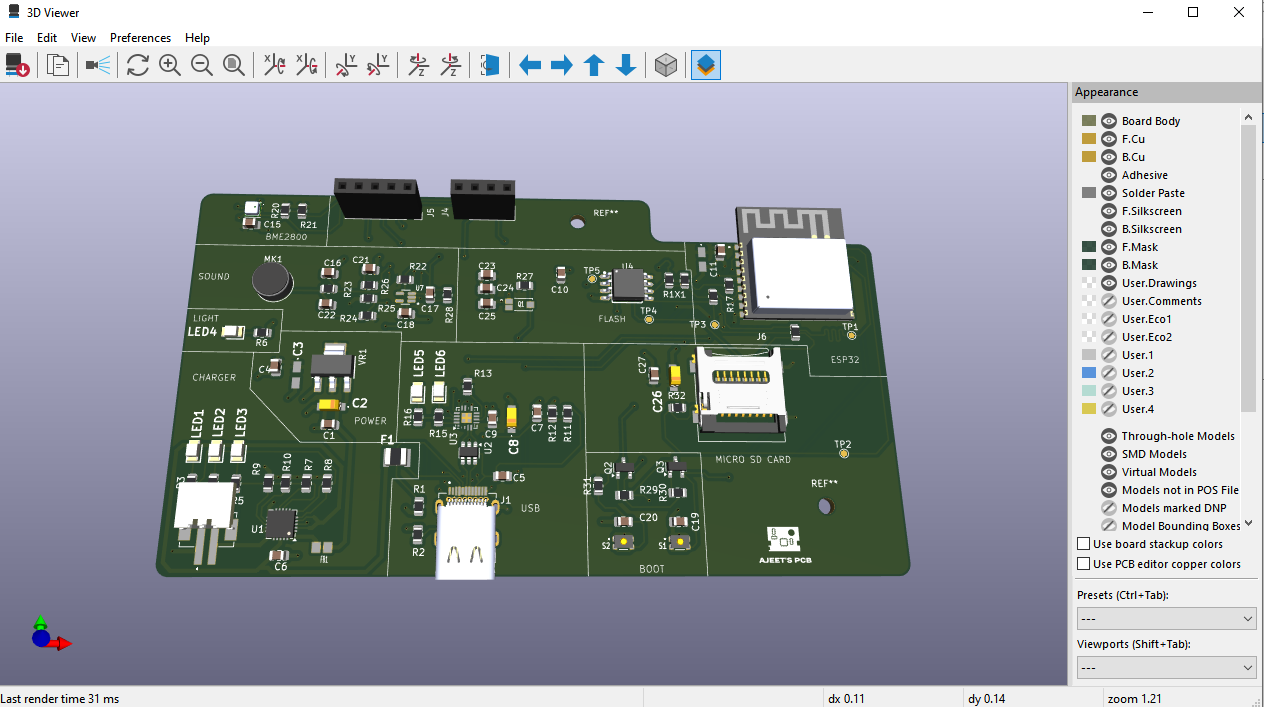 3D Viewer
File Edit View Preferences Help
Appearance
Board Body
F.Cu
B.Cu
Adhesive
Solder Paste
F.Silkscreen
B.Silkscreen
F.Mask
B.Mask
User.Drawings
User.Comments
User.Eco1
User.Eco2
User.1
User.2
User.3
User.4
Through-hole Models
SMD Models
Virtual Models
Models not in POS File
Models marked DNP
Model Bounding Boxes
Use board stackup colors
Use PCB editor copper colors
Presets (Ctrl+Tab):
---
Viewports (Shift+Tab):
---
R20
C15
R21
BME2800
J5
J4
REF**
SOUND
MK1
C16
C21
R22
R23
R26
U7
C22
R24
R25
C18
C17
R28
C23
C24
C25
R27
Q1
C10
TP5
U4
TP4
FLASH
R1X1
C11
R17
TP3
J6
TP1
ESP32
LIGHT
LED4
R6
CHARGER
C4
C3
VR1
C2
C1
POWER
LED5
LED6
R13
R16
R15
U3
U2
C9
C8
C7
R12
R11
C27
C26
R32
MICRO SD CARD
TP2
LED1
LED2
LED3
F1
R9
R10
R7
R8
R3
U1
C6
R1
R2
C5
J1
USB
Q2
Q3
R31
R29
R30
C20
C19
S2
S1
BOOT
REF**
AJEET'S PCB
Last render time 31 ms
dx 0.11
dy 0.14
zoom 1.21